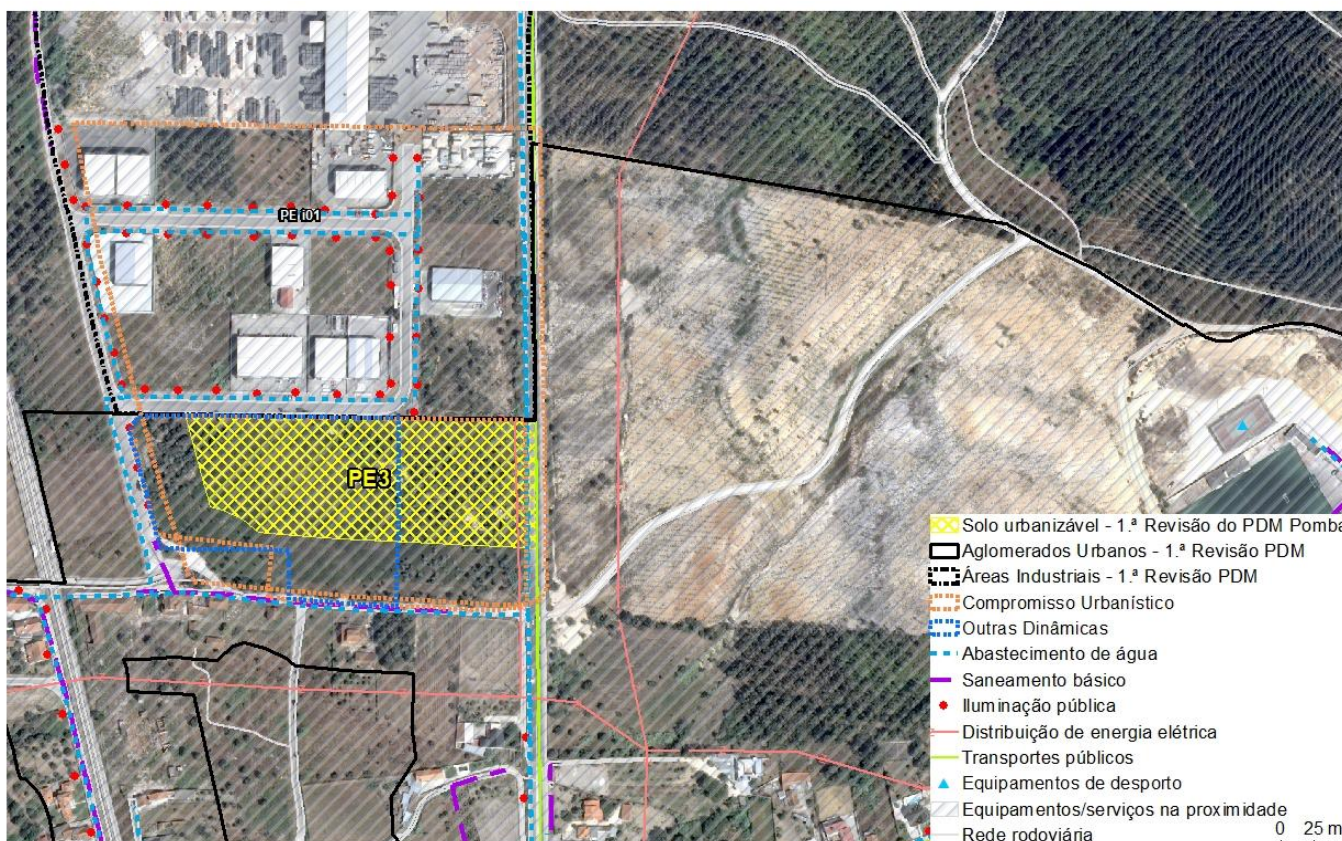 PE i01
PE3
Solo urbanizável - 1.ª Revisão do PDM Pomba
Aglomerados Urbanos - 1.ª Revisão PDM
Áreas Industriais - 1.ª Revisão PDM
Compromisso Urbanístico
Outras Dinâmicas
Abastecimento de água
Saneamento básico
Iluminação pública
Distribuição de energia elétrica
Transportes públicos
Equipamentos de desporto
Equipamentos/serviços na proximidade
Rede rodoviária
0 25 m